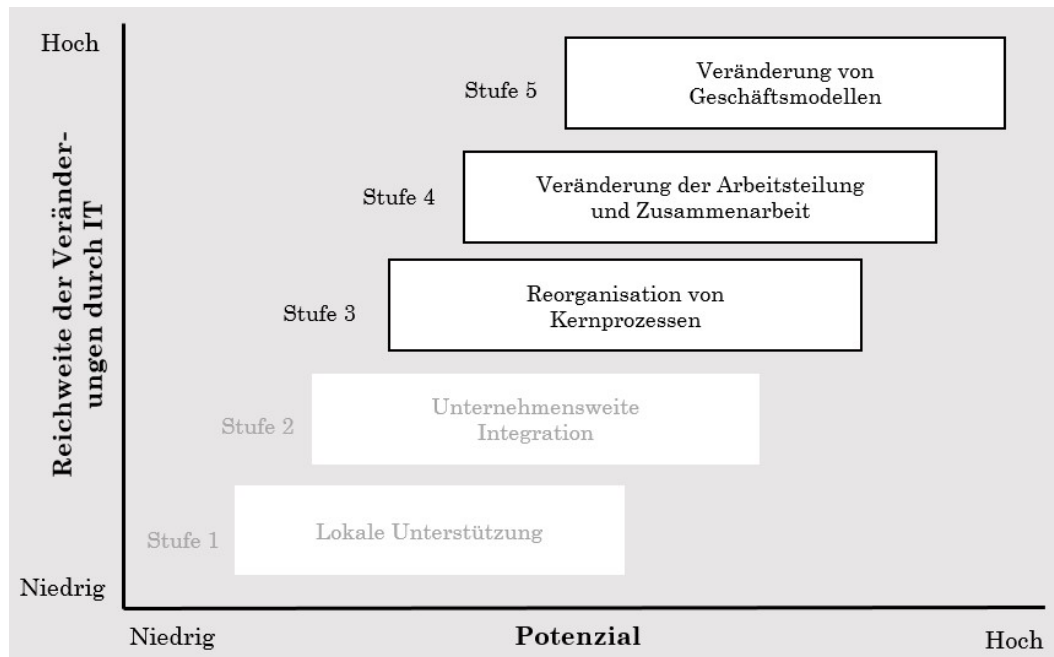 Hoch
Reichweite der Veränder-
ungen durch IT
Stufe 5
Veränderung von
Geschäftsmodellen
Stufe 4
Veränderung der Arbeitsteilung
und Zusammenarbeit
Stufe 3
Reorganisation von
Kernprozessen
Stufe 2
Unternehmensweite
Integration
Stufe 1
Lokale Unterstützung
Niedrig
Niedrig
Potenzial
Hoch